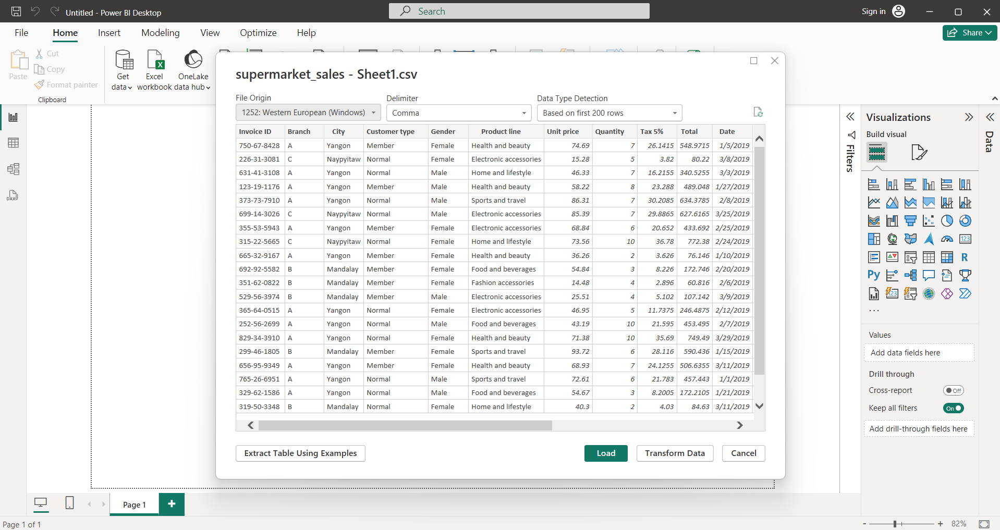 Untitled - Power BI Desktop
Search
Sign in
File Home Insert Modeling View Optimize Help
Share
Paste
Cut
Copy
Format painter
Clipboard
Get data
Excel workbook
OneLake data hub
supermarket_sales - Sheet1.csv
File Origin Delimiter Data Type Detection
1252: Western European (Windows) Comma Based on first 200 rows
Invoice ID Branch City Customer type Gender Product line Unit price Quantity Tax 5% Total Date
750-67-8428 A Yangon Member Female Health and beauty 74.69 7 26.1415 548.9715 1/5/2019
226-31-3081 C Naypyitaw Normal Female Electronic accessories 15.28 5 3.82 80.22 3/8/2019
631-41-3108 A Yangon Normal Male Home and lifestyle 46.33 7 16.2155 340.5255 3/3/2019
123-19-1176 A Yangon Member Male Health and beauty 58.22 8 23.288 489.048 1/27/2019
373-73-7910 A Yangon Normal Male Sports and travel 86.31 7 30.2085 634.3785 2/8/2019
699-14-3026 C Naypyitaw Normal Male Electronic accessories 85.39 7 29.8865 627.6165 3/25/2019
355-53-5943 A Yangon Member Female Electronic accessories 68.84 6 20.652 433.692 2/25/2019
315-22-5665 C Naypyitaw Normal Female Home and lifestyle 73.56 10 36.78 772.38 2/24/2019
665-32-9167 A Yangon Member Female Health and beauty 36.26 2 3.626 76.146 1/10/2019
692-92-5582 B Mandalay Member Female Food and beverages 54.84 3 8.226 172.746 2/20/2019
351-62-0822 B Mandalay Member Female Fashion accessories 14.48 4 2.896 60.816 2/6/2019
529-56-3974 B Mandalay Member Male Electronic accessories 25.51 4 5.102 107.142 3/9/2019
365-64-0515 A Yangon Normal Female Electronic accessories 46.95 5 11.7375 246.4875 2/12/2019
252-56-2699 A Yangon Normal Male Food and beverages 43.19 10 21.595 453.495 2/7/2019
829-34-3910 A Yangon Normal Female Health and beauty 71.38 10 35.69 749.49 3/29/2019
299-46-1805 B Mandalay Member Female Sports and travel 93.72 6 28.116 590.436 1/15/2019
656-95-9349 A Yangon Member Female Health and beauty 68.93 7 24.1255 506.6355 3/11/2019
765-26-6951 A Yangon Normal Male Sports and travel 72.61 6 21.783 457.443 1/1/2019
329-62-1586 A Yangon Normal Male Food and beverages 54.67 3 8.2005 172.2105 1/21/2019
319-50-3348 B Mandalay Normal Female Home and lifestyle 40.3 2 4.03 84.63 3/11/2019
Extract Table Using Examples Load Transform Data Cancel
Filters
Visualizations
Build visual
123
R
Py
123
...
Values
Add data fields here
Drill through
Cross-report Off
Keep all filters On
Add drill-through fields here
Data
DAX
Page 1
+
Page 1 of 1
- + 82%